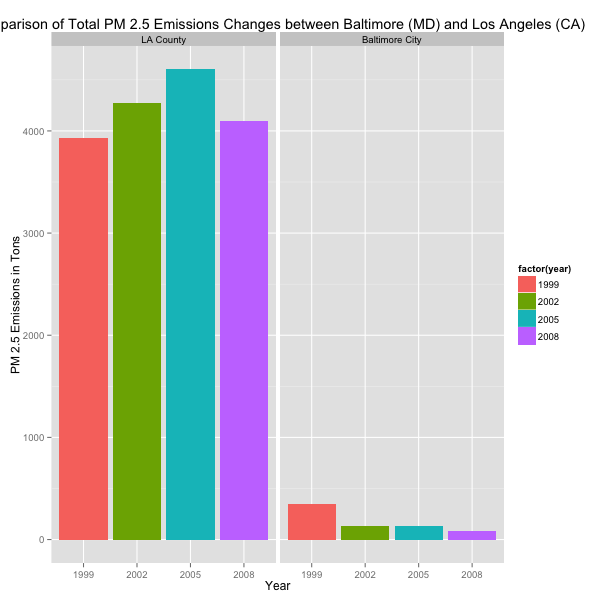 parison of Total PM 2.5 Emissions Changes between Baltimore (MD) and Los Angeles (CA)
LA County
Baltimore City
PM 2.5 Emissions in Tons
4000
3000
2000
1000
0
1999
2002
2005
2008
1999
2002
2005
2008
Year
factor(year)
1999
2002
2005
2008